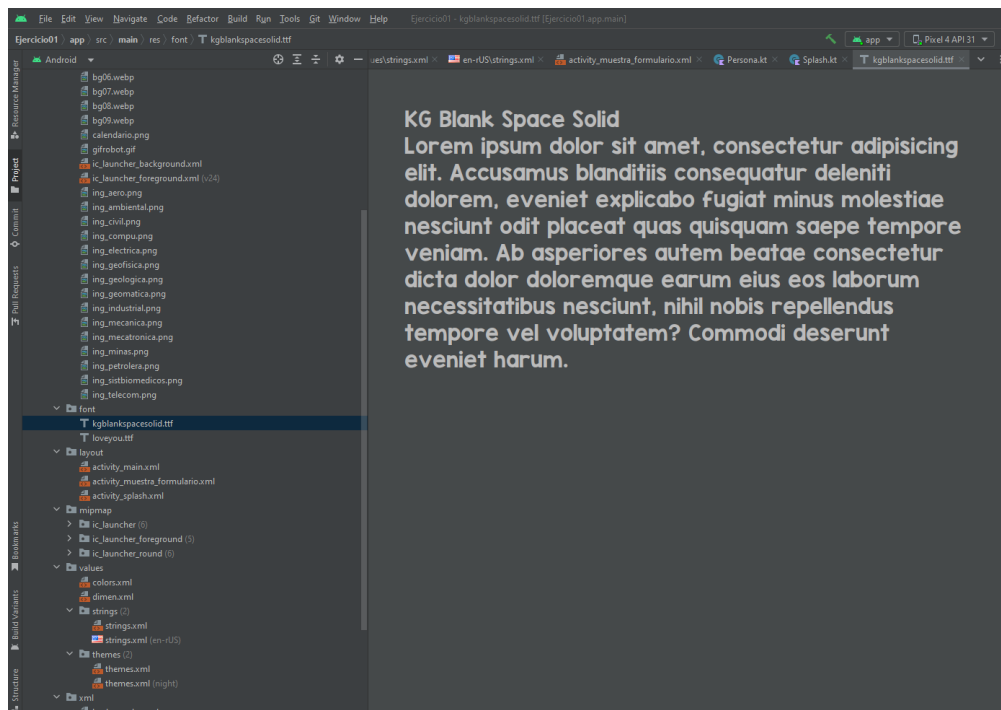 File Edit View Navigate Code Refactor Build Run Tools Git Window Help Ejercicio01 - kgblankspacesolid.ttf [Ejercicio01.app.main]
Ejercicio01 app src main res font kgblankspacesolid.ttf app Pixel 4 API 31
Android ues\strings.xml en-rUS\strings.xml activity_muestra_formulario.xml Persona.kt Splash.kt kgblankspacesolid.ttf
Resource Manager
Project
Commit
Pull Requests
Bookmarks
Build Variants
Structure
bg06.webp
bg07.webp
bg08.webp
bg09.webp
calendario.png
gifrobot.gif
ic_launcher_background.xml
ic_launcher_foreground.xml (v24)
ing_aero.png
ing_ambiental.png
ing_civil.png
ing_compu.png
ing_electrica.png
ing_geofisica.png
ing_geologica.png
ing_geomatica.png
ing_industrial.png
ing_mecanica.png
ing_mecatronica.png
ing_minas.png
ing_petrolera.png
ing_sistbiomedicos.png
ing_telecom.png
font
kgblankspacesolid.ttf
loveyou.ttf
layout
activity_main.xml
activity_muestra_formulario.xml
activity_splash.xml
mipmap
ic_launcher (6)
ic_launcher_foreground (5)
ic_launcher_round (6)
values
colors.xml
dimen.xml
strings (2)
strings.xml
strings.xml (en-rUS)
themes (2)
themes.xml
themes.xml (night)
xml
KG Blank Space Solid
Lorem ipsum dolor sit amet, consectetur adipisicing
elit. Accusamus blanditiis consequatur deleniti
dolorem, eveniet explicabo fugiat minus molestiae
nesciunt odit placeat quas quisquam saepe tempore
veniam. Ab asperiores autem beatae consectetur
dicta dolor doloremque earum eius eos laborum
necessitatibus nesciunt, nihil nobis repellendus
tempore vel voluptatem? Commodi deserunt
eveniet harum.